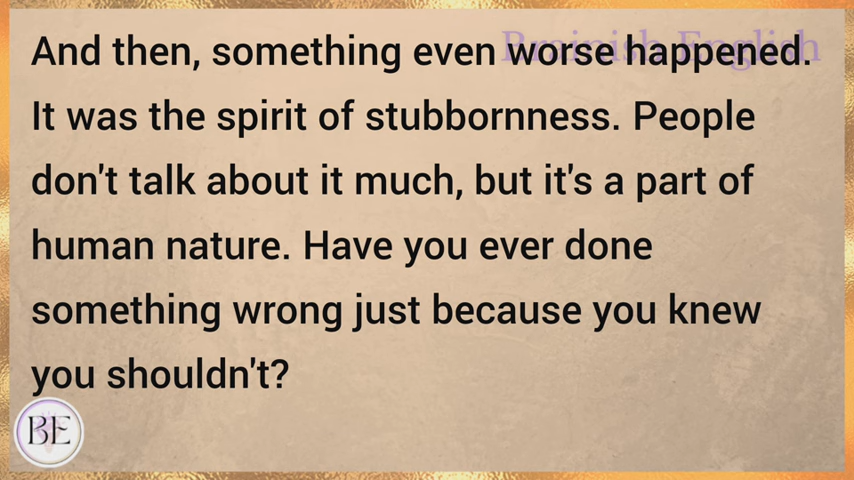 Brainish English
And then, something even worse happened.
It was the spirit of stubbornness. People
don't talk about it much, but it's a part of
human nature. Have you ever done
something wrong just because you knew
you shouldn't?
BE